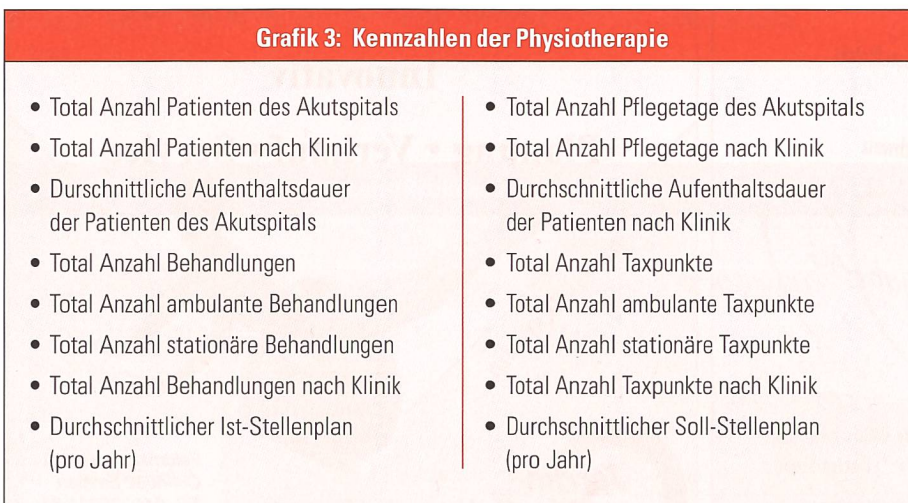 Grafik 3: Kennzahlen der Physiotherapie
• Total Anzahl Patienten des Akutspitals
• Total Anzahl Patienten nach Klinik
• Durschnittliche Aufenthaltsdauer
der Patienten des Akutspitals
• Total Anzahl Behandlungen
• Total Anzahl ambulante Behandlungen
• Total Anzahl stationäre Behandlungen
• Total Anzahl Behandlungen nach Klinik
• Durchschnittlicher Ist-Stellenplan
(pro Jahr)
• Total Anzahl Pflegetage des Akutspitals
• Total Anzahl Pflegetage nach Klinik
• Durchschnittliche Aufenthaltsdauer
der Patienten nach Klinik
• Total Anzahl Taxpunkte
• Total Anzahl ambulante Taxpunkte
• Total Anzahl stationäre Taxpunkte
• Total Anzahl Taxpunkte nach Klinik
• Durchschnittlicher Soll-Stellenplan
(pro Jahr)